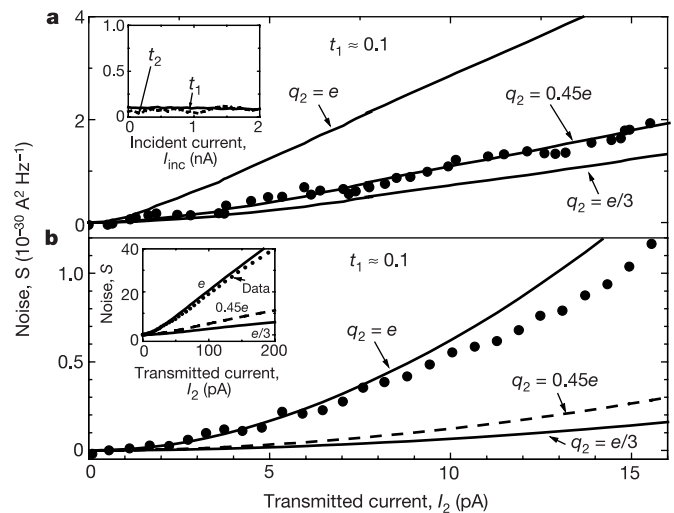 a
4
2
0
t₁ ≈ 0.1
q₂ = e
q₂ = 0.45e
q₂ = e/3
1.0
0.5
0.0
t₂
t₁
0 1 2
Incident current,
I_inc (nA)
Noise, S (10⁻³⁰ A² Hz⁻¹)
b
1.0
0.5
0
t₁ ≈ 0.1
q₂ = e
q₂ = 0.45e
q₂ = e/3
60
40
20
0
Noise, S
e
Data
0.45e
e/3
0 100 200
Transmitted current,
I₂ (pA)
0 5 10 15
Transmitted current, I₂ (pA)